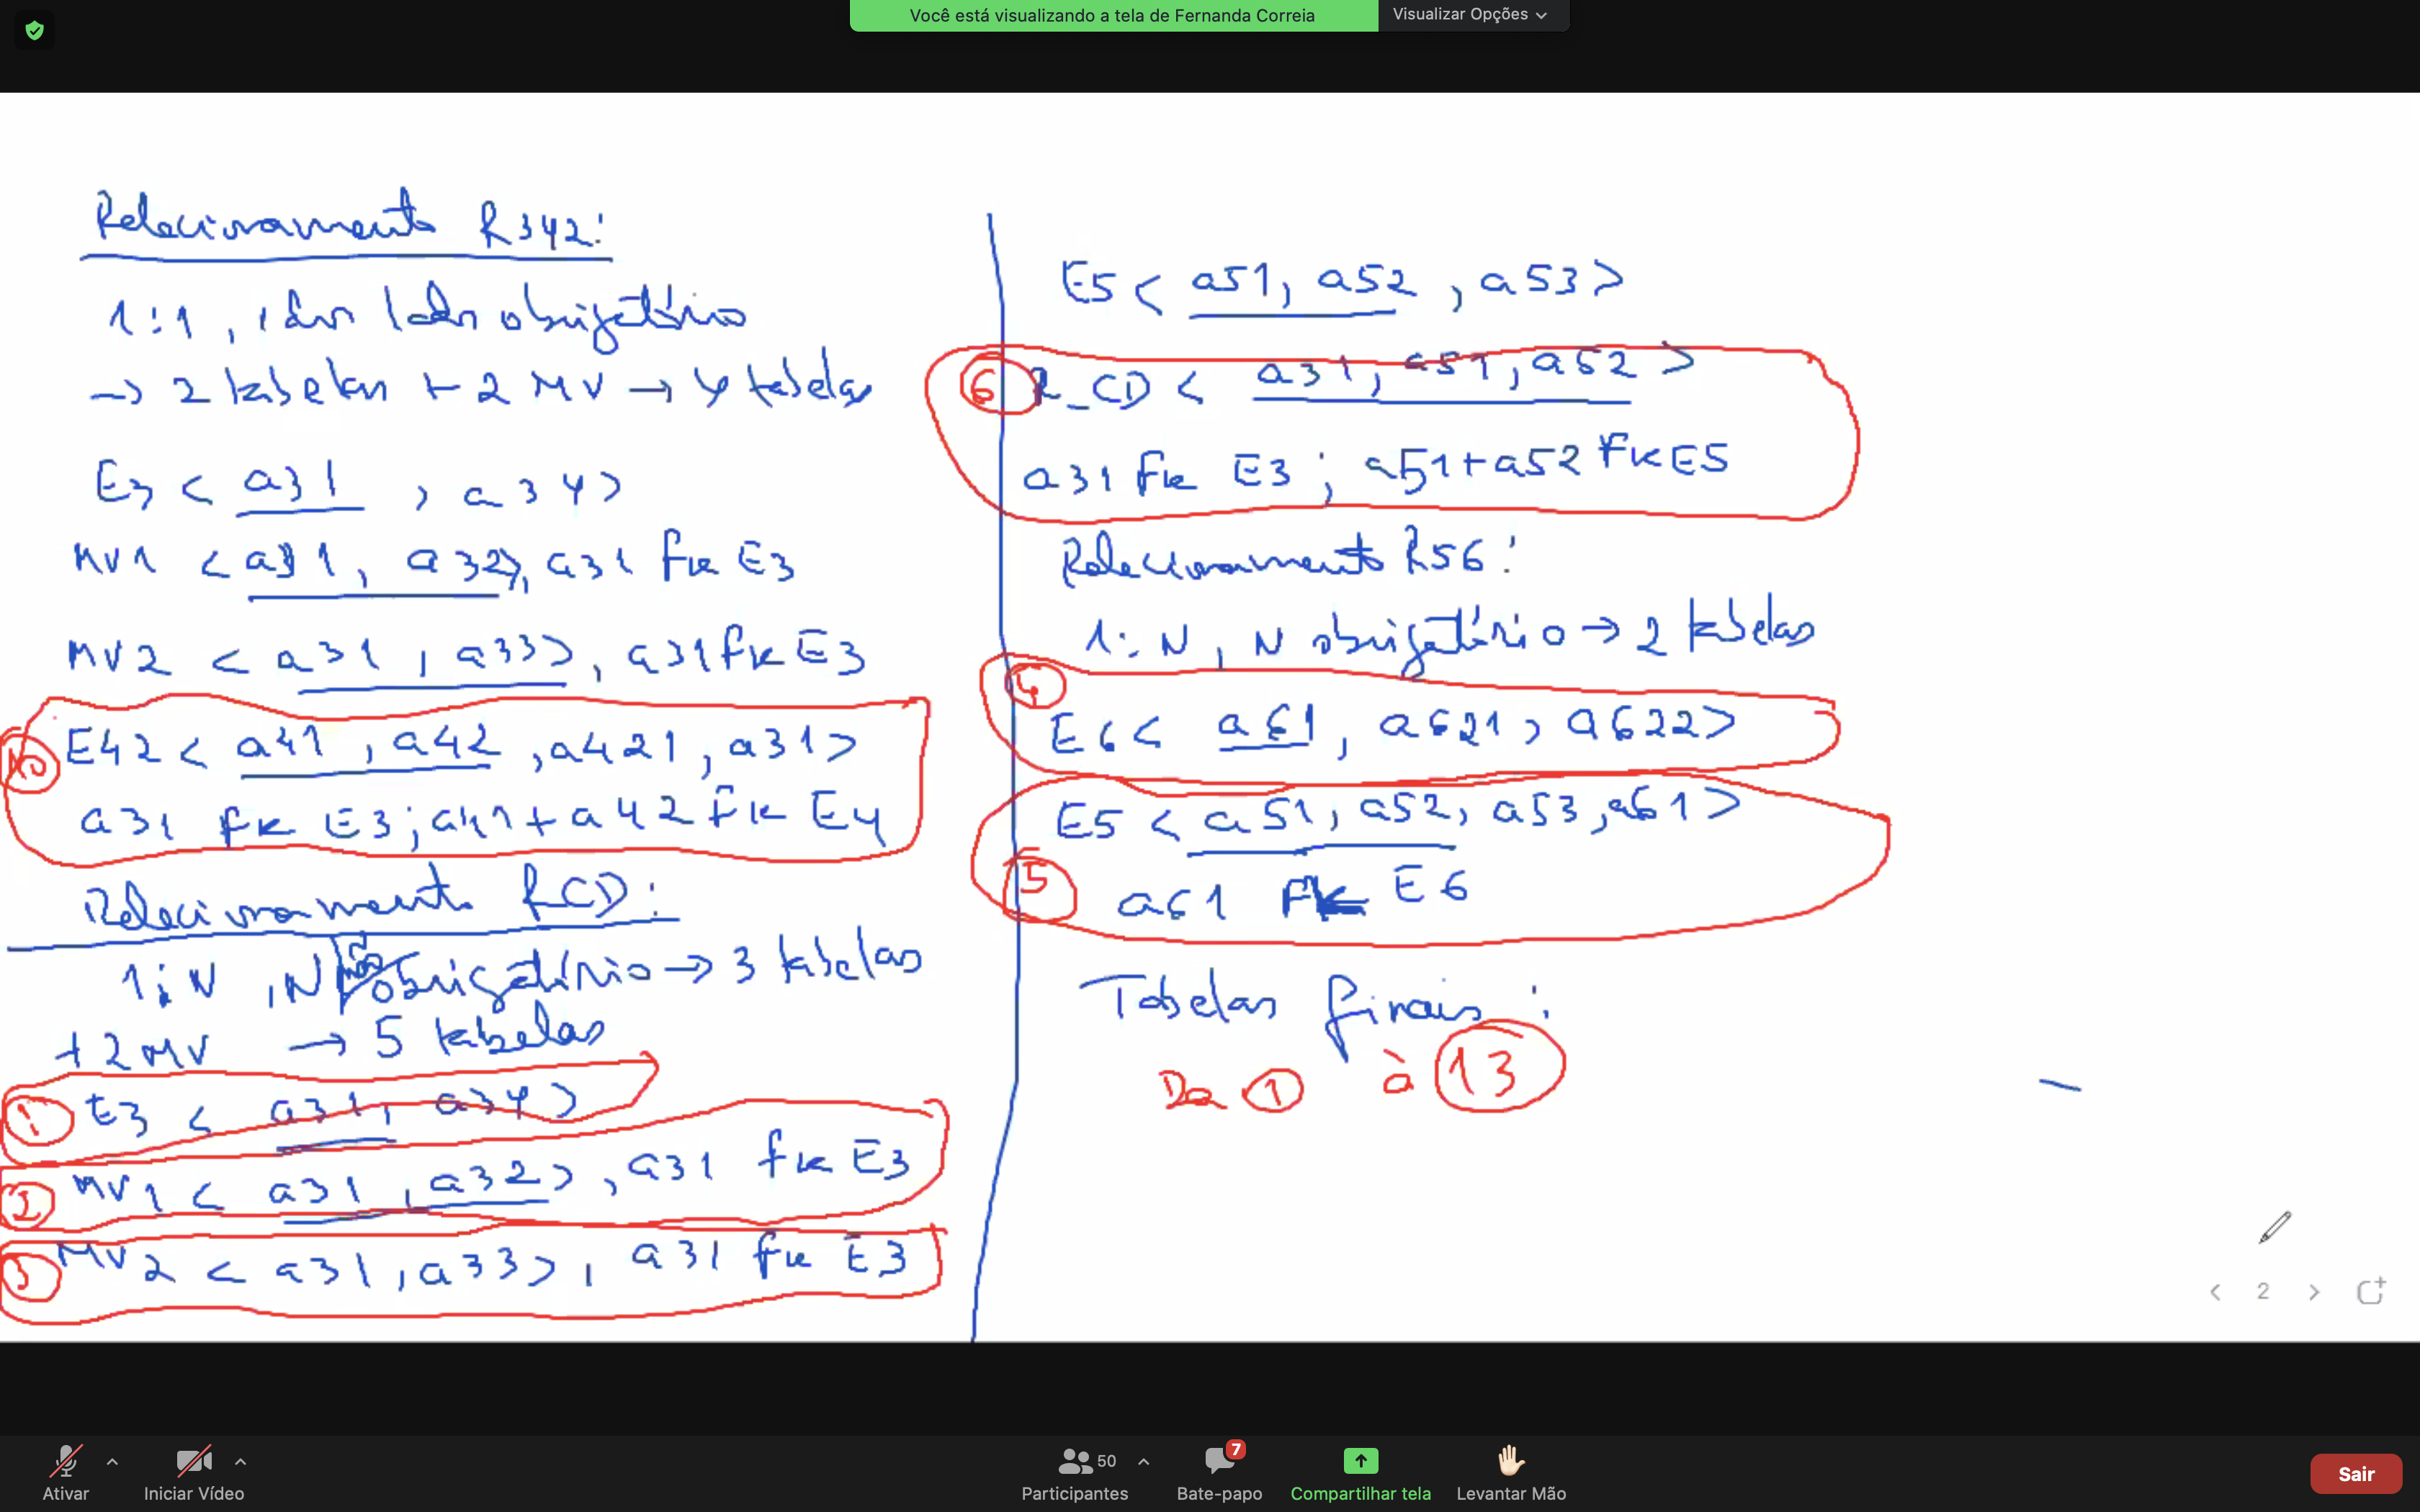 Você está visualizando a tela de Fernanda Correia
Visualizar Opções
Relacionamento R342:
1:1, dois lados obrigatório
→ 2 tabelas + 2 MV → 4 tabelas
E3 < a31, a34>
MV1 < a31, a32>, a31 fk E3
MV2 < a31, a33>, a31 fk E3
10 E42 < a41, a42, a421, a31>
a31 fk E3; a41+a42 fk E4
Relacionamento RCD:
1:N, N não obrigatório → 3 tabelas
+2 MV → 5 tabelas
1 E3 < a31, a34>
2 MV1 < a31, a32>, a31 fk E3
3 MV2 < a31, a33>, a31 fk E3
E5 < a51, a52, a53>
6 R_CD < a31, a51, a52>
a31 fk E3; a51+a52 fk E5
Relacionamento R56:
1:N, N obrigatório → 2 tabelas
4 E6 < a61, a621, a622>
5 E5 < a51, a52, a53, a61>
a61 FK E6
Tabelas finais:
Da 1 à 13
2
Ativar
Iniciar Vídeo
50
Participantes
7
Bate-papo
Compartilhar tela
Levantar Mão
Sair